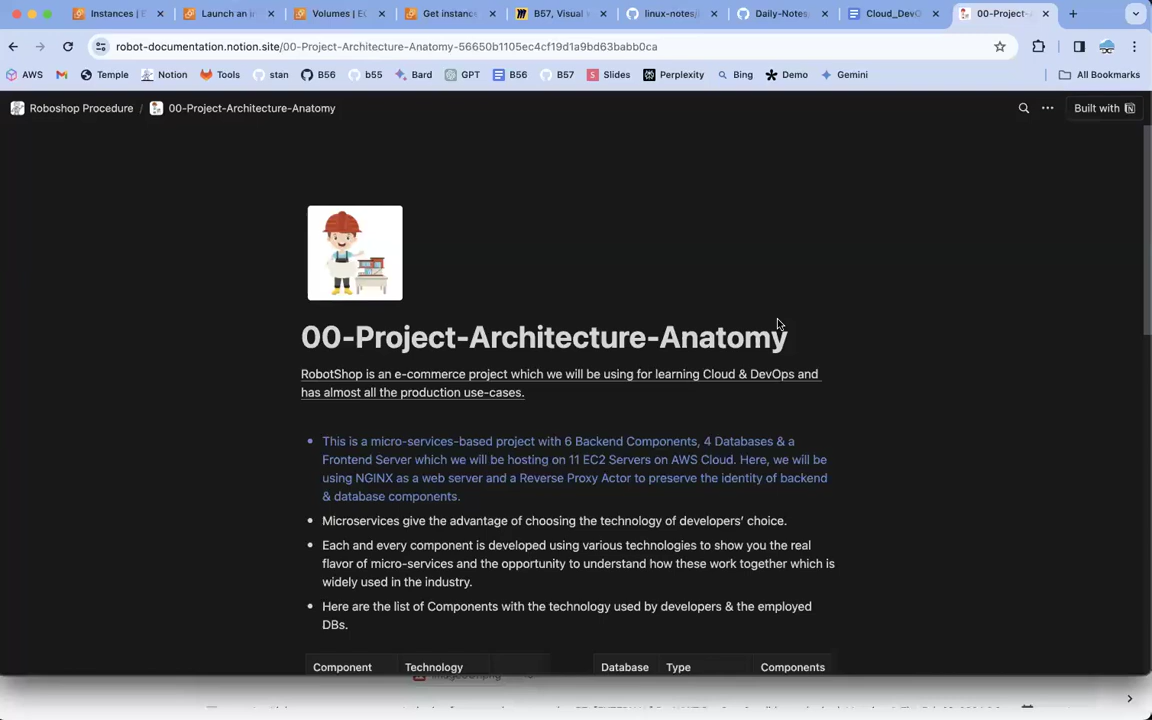 Instances | E
Launch an in
Volumes | EC
Get instanc
B57, Visual
linux-notes/
Daily-Notes
Cloud_DevO
00-Project-
robot-documentation.notion.site/00-Project-Architecture-Anatomy-56650b1105ec4cf19d1a9bd63babb0ca
AWS
Temple
Notion
Tools
stan
B56
b55
Bard
GPT
B56
B57
Slides
Perplexity
Bing
Demo
Gemini
All Bookmarks
Roboshop Procedure / 00-Project-Architecture-Anatomy
Built with
00-Project-Architecture-Anatomy
RobotShop is an e-commerce project which we will be using for learning Cloud & DevOps and
has almost all the production use-cases.
• This is a micro-services-based project with 6 Backend Components, 4 Databases & a
Frontend Server which we will be hosting on 11 EC2 Servers on AWS Cloud. Here, we will be
using NGINX as a web server and a Reverse Proxy Actor to preserve the identity of backend
& database components.
• Microservices give the advantage of choosing the technology of developers’ choice.
• Each and every component is developed using various technologies to show you the real
flavor of micro-services and the opportunity to understand how these work together which is
widely used in the industry.
• Here are the list of Components with the technology used by developers & the employed
DBs.
Component Technology
Database Type Components